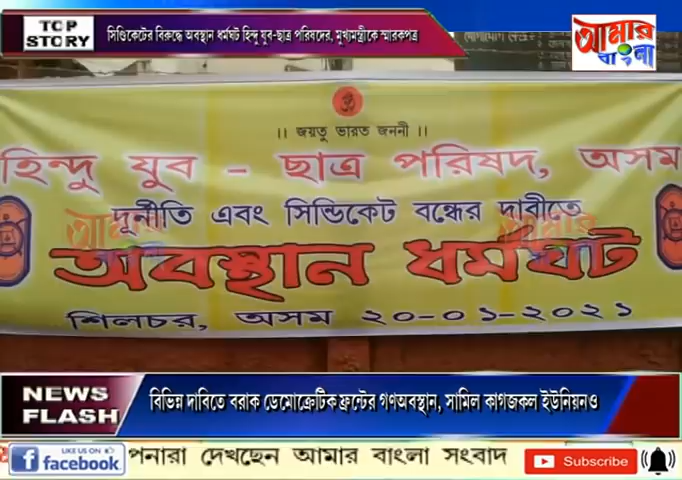 TOP STORY
সিণ্ডিকেটের বিরুদ্ধে অবস্থান ধর্মঘট হিন্দু যুব-ছাত্র পরিষদের, মুখ্যমন্ত্রীকে স্মারকপত্র
আমার বাংলা
।। জয়তু ভারত জননী ।।
হিন্দু যুব - ছাত্র পরিষদ, অসম
দূর্নীতি এবং সিন্ডিকেট বন্ধের দাবীতে
অবস্থান ধর্মঘট
শিলচর, অসম ২০-০১-২০২১
NEWS FLASH
বিভিন্ন দাবিতে বরাক ডেমোক্রেটিক ফ্রন্টের গণঅবস্থান, সামিল কাগজকল ইউনিয়নও
LIKE US ON
facebook
পনারা দেখছেন আমার বাংলা সংবাদ
Subscribe